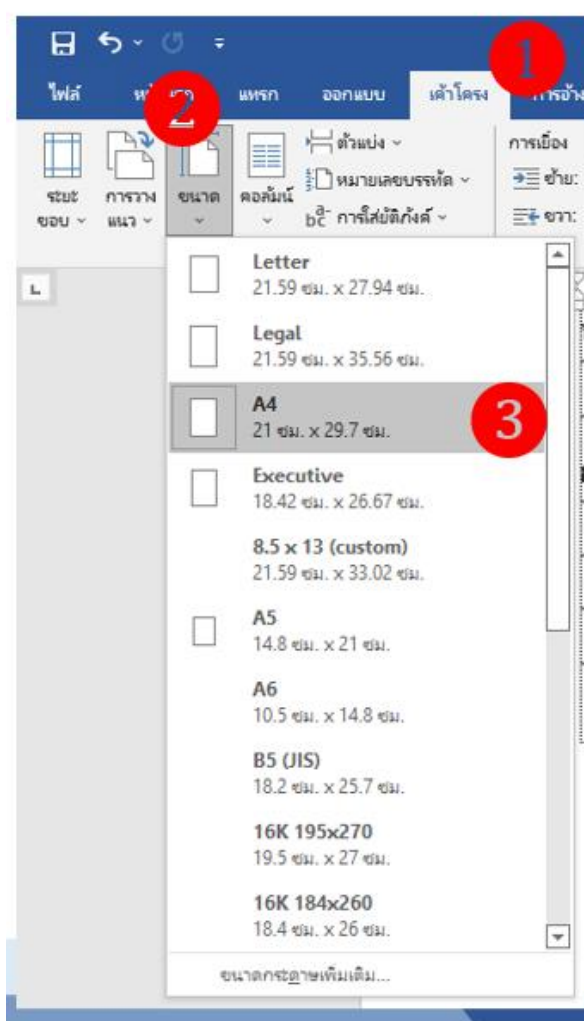 1
ไฟล์ แทรก ออกแบบ เค้าโครง
2
ระยะ
ขอบ
การวาง
แนว
ขนาด
คอลัมน์
ตัวแบ่ง
หมายเลขบรรทัด
bc การใส่ยัติภังค์
การเยื้อง
ซ้าย:
ขวา:
L
Letter
21.59 ซม. x 27.94 ซม.
Legal
21.59 ซม. x 35.56 ซม.
A4
21 ซม. x 29.7 ซม.
3
Executive
18.42 ซม. x 26.67 ซม.
8.5 x 13 (custom)
21.59 ซม. x 33.02 ซม.
A5
14.8 ซม. x 21 ซม.
A6
10.5 ซม. x 14.8 ซม.
B5 (JIS)
18.2 ซม. x 25.7 ซม.
16K 195x270
19.5 ซม. x 27 ซม.
16K 184x260
18.4 ซม. x 26 ซม.
ขนาดกระดาษเพิ่มเติม...